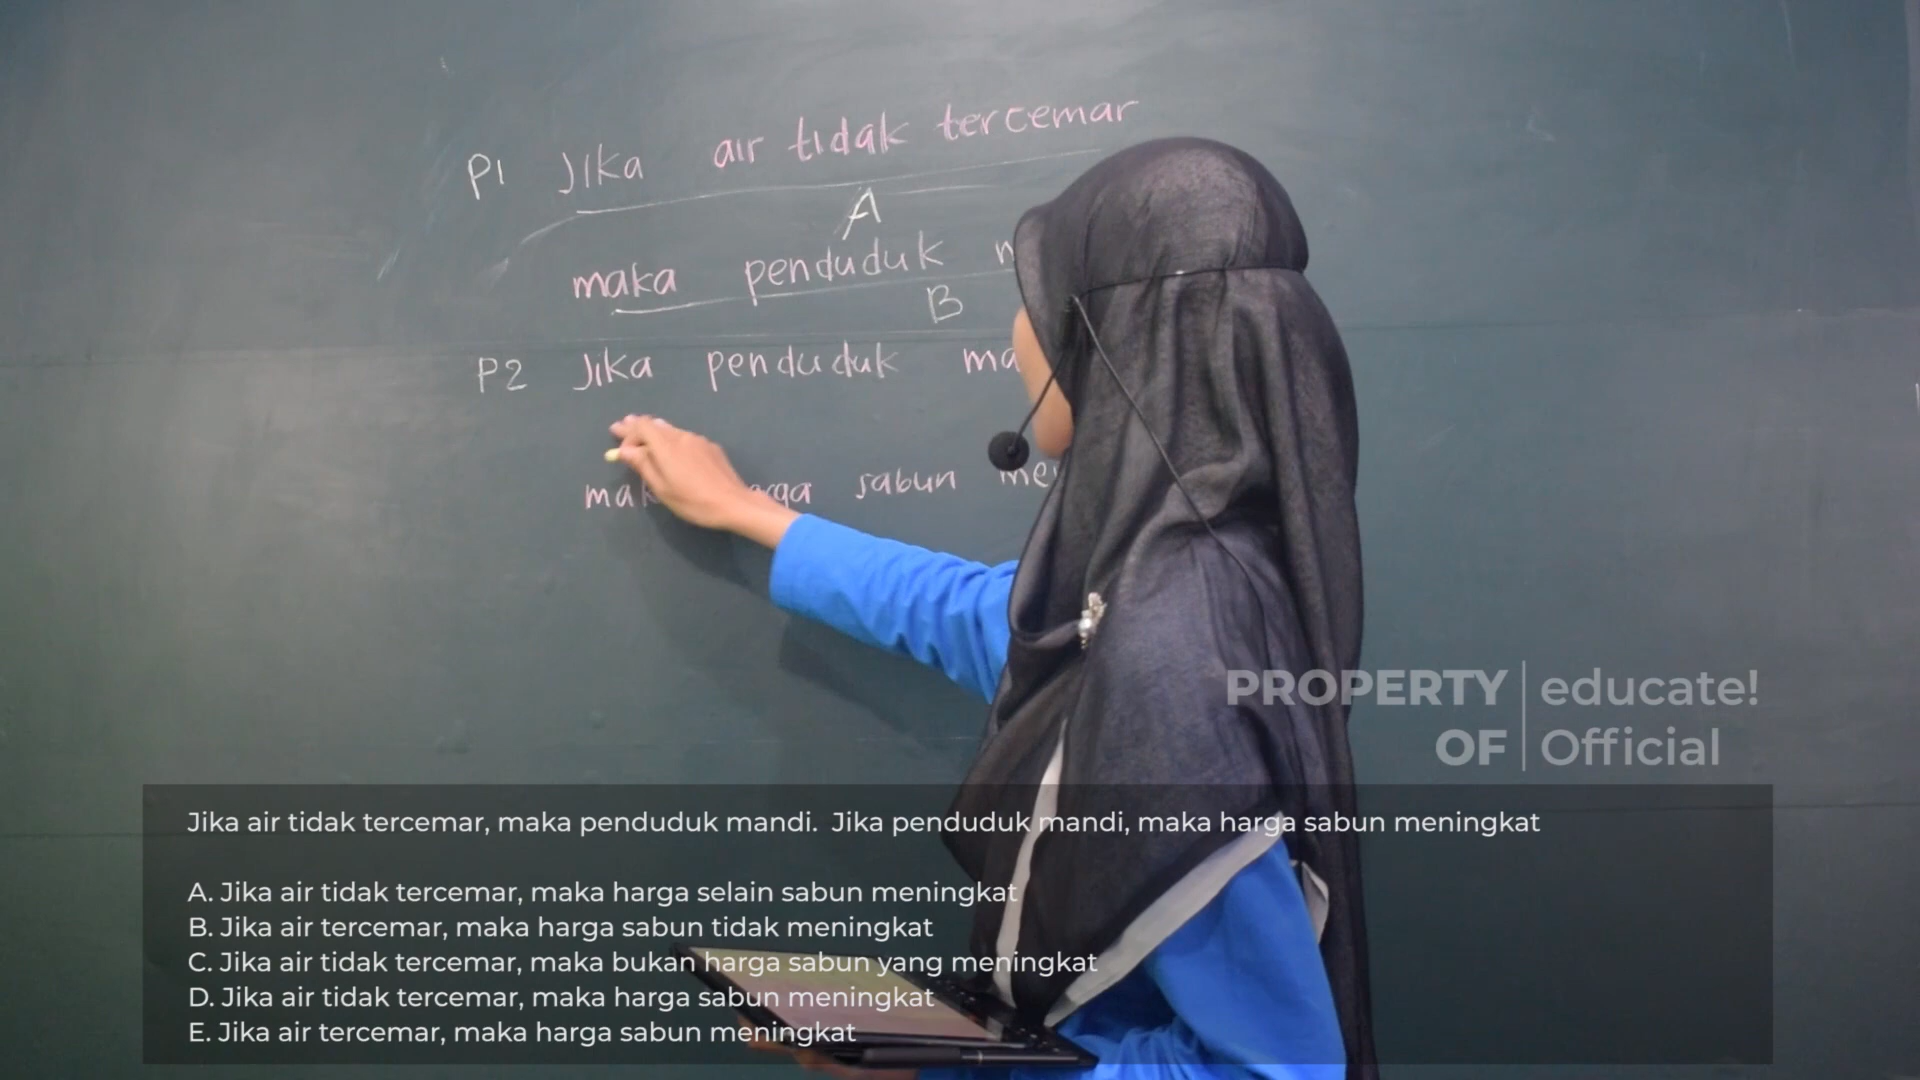 P1 Jika air tidak tercemar
A
maka penduduk
B
P2 Jika penduduk
sabun
PROPERTY OF educate! Official
Jika air tidak tercemar, maka penduduk mandi. Jika penduduk mandi, maka harga sabun meningkat
A. Jika air tidak tercemar, maka harga selain sabun meningkat
B. Jika air tercemar, maka harga sabun tidak meningkat
C. Jika air tidak tercemar, maka bukan harga sabun yang meningkat
D. Jika air tidak tercemar, maka harga sabun meningkat
E. Jika air tercemar, maka harga sabun meningkat